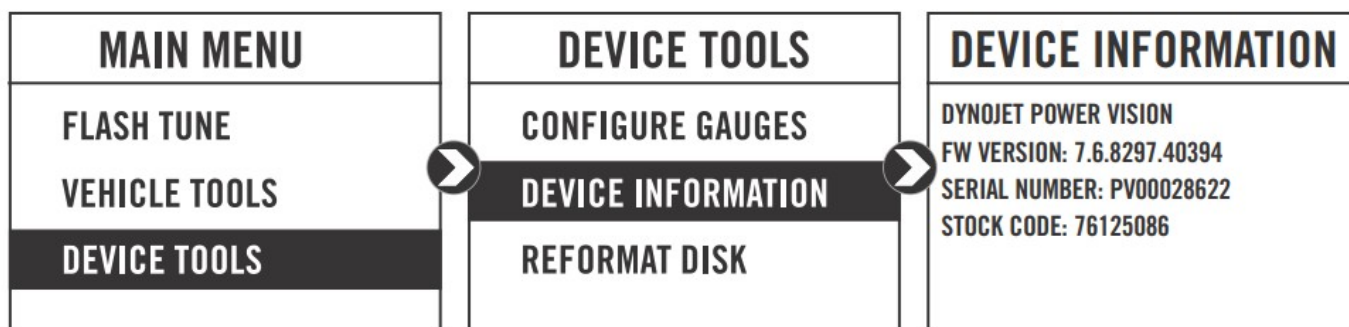 MAIN MENU
FLASH TUNE
VEHICLE TOOLS
DEVICE TOOLS
DEVICE TOOLS
CONFIGURE GAUGES
DEVICE INFORMATION
REFORMAT DISK
DEVICE INFORMATION
DYNOJET POWER VISION
FW VERSION: 7.6.8297.40394
SERIAL NUMBER: PV00028622
STOCK CODE: 76125086